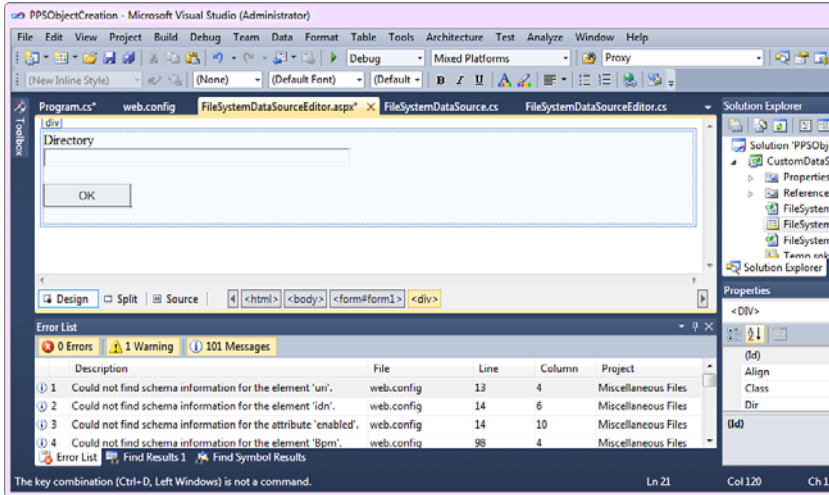 PPSObjectCreation - Microsoft Visual Studio (Administrator)
File Edit View Project Build Debug Team Data Format Table Tools Architecture Test Analyze Window Help
Debug Mixed Platforms Proxy
(New Inline Style) (None) (Default Font) (Default B I U A
Toolbox
Program.cs* web.config FileSystemDataSourceEditor.aspx* FileSystemDataSource.cs FileSystemDataSourceEditor.cs
div
Directory
OK
Design Split Source <html> <body> <form#form1> <div>
Error List
0 Errors 1 Warning 101 Messages
Description File Line Column Project
1 Could not find schema information for the element 'uri'. web.config 13 4 Miscellaneous Files
2 Could not find schema information for the element 'idn'. web.config 14 6 Miscellaneous Files
3 Could not find schema information for the attribute 'enabled'. web.config 14 10 Miscellaneous Files
4 Could not find schema information for the element 'Bpm'. web.config 98 4 Miscellaneous Files
Error List Find Results 1 Find Symbol Results
Solution Explorer
Solution 'PPSObj
CustomDataS
Properties
Reference
FileSystem
FileSystem
FileSystem
Solution Explorer
Properties
<DIV>
(Id)
Align
Class
Dir
(Id)
The key combination (Ctrl+D, Left Windows) is not a command. Ln 21 Col 120 Ch 1